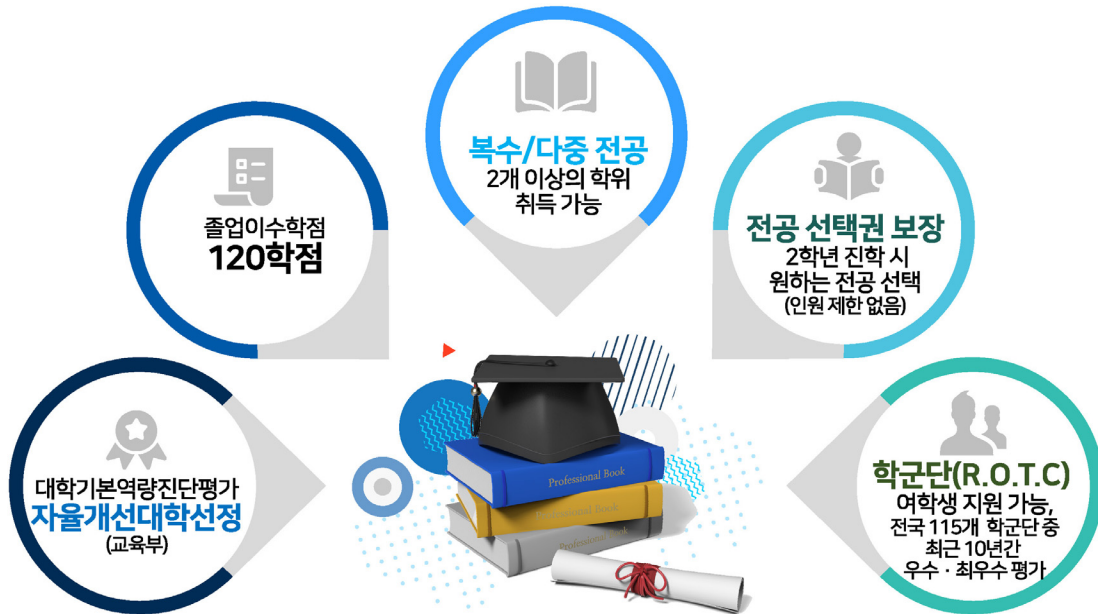 복수/다중 전공
2개 이상의 학위
취득 가능
졸업이수학점
120학점
전공 선택권 보장
2학년 진학 시
원하는 전공 선택
(인원 제한 없음)
대학기본역량진단평가
자율개선대학선정
(교육부)
Professional Book
Professional Book
Professional Book
학군단(R.O.T.C)
여학생 지원 가능,
전국 115개 학군단 중
최근 10년간
우수 · 최우수 평가